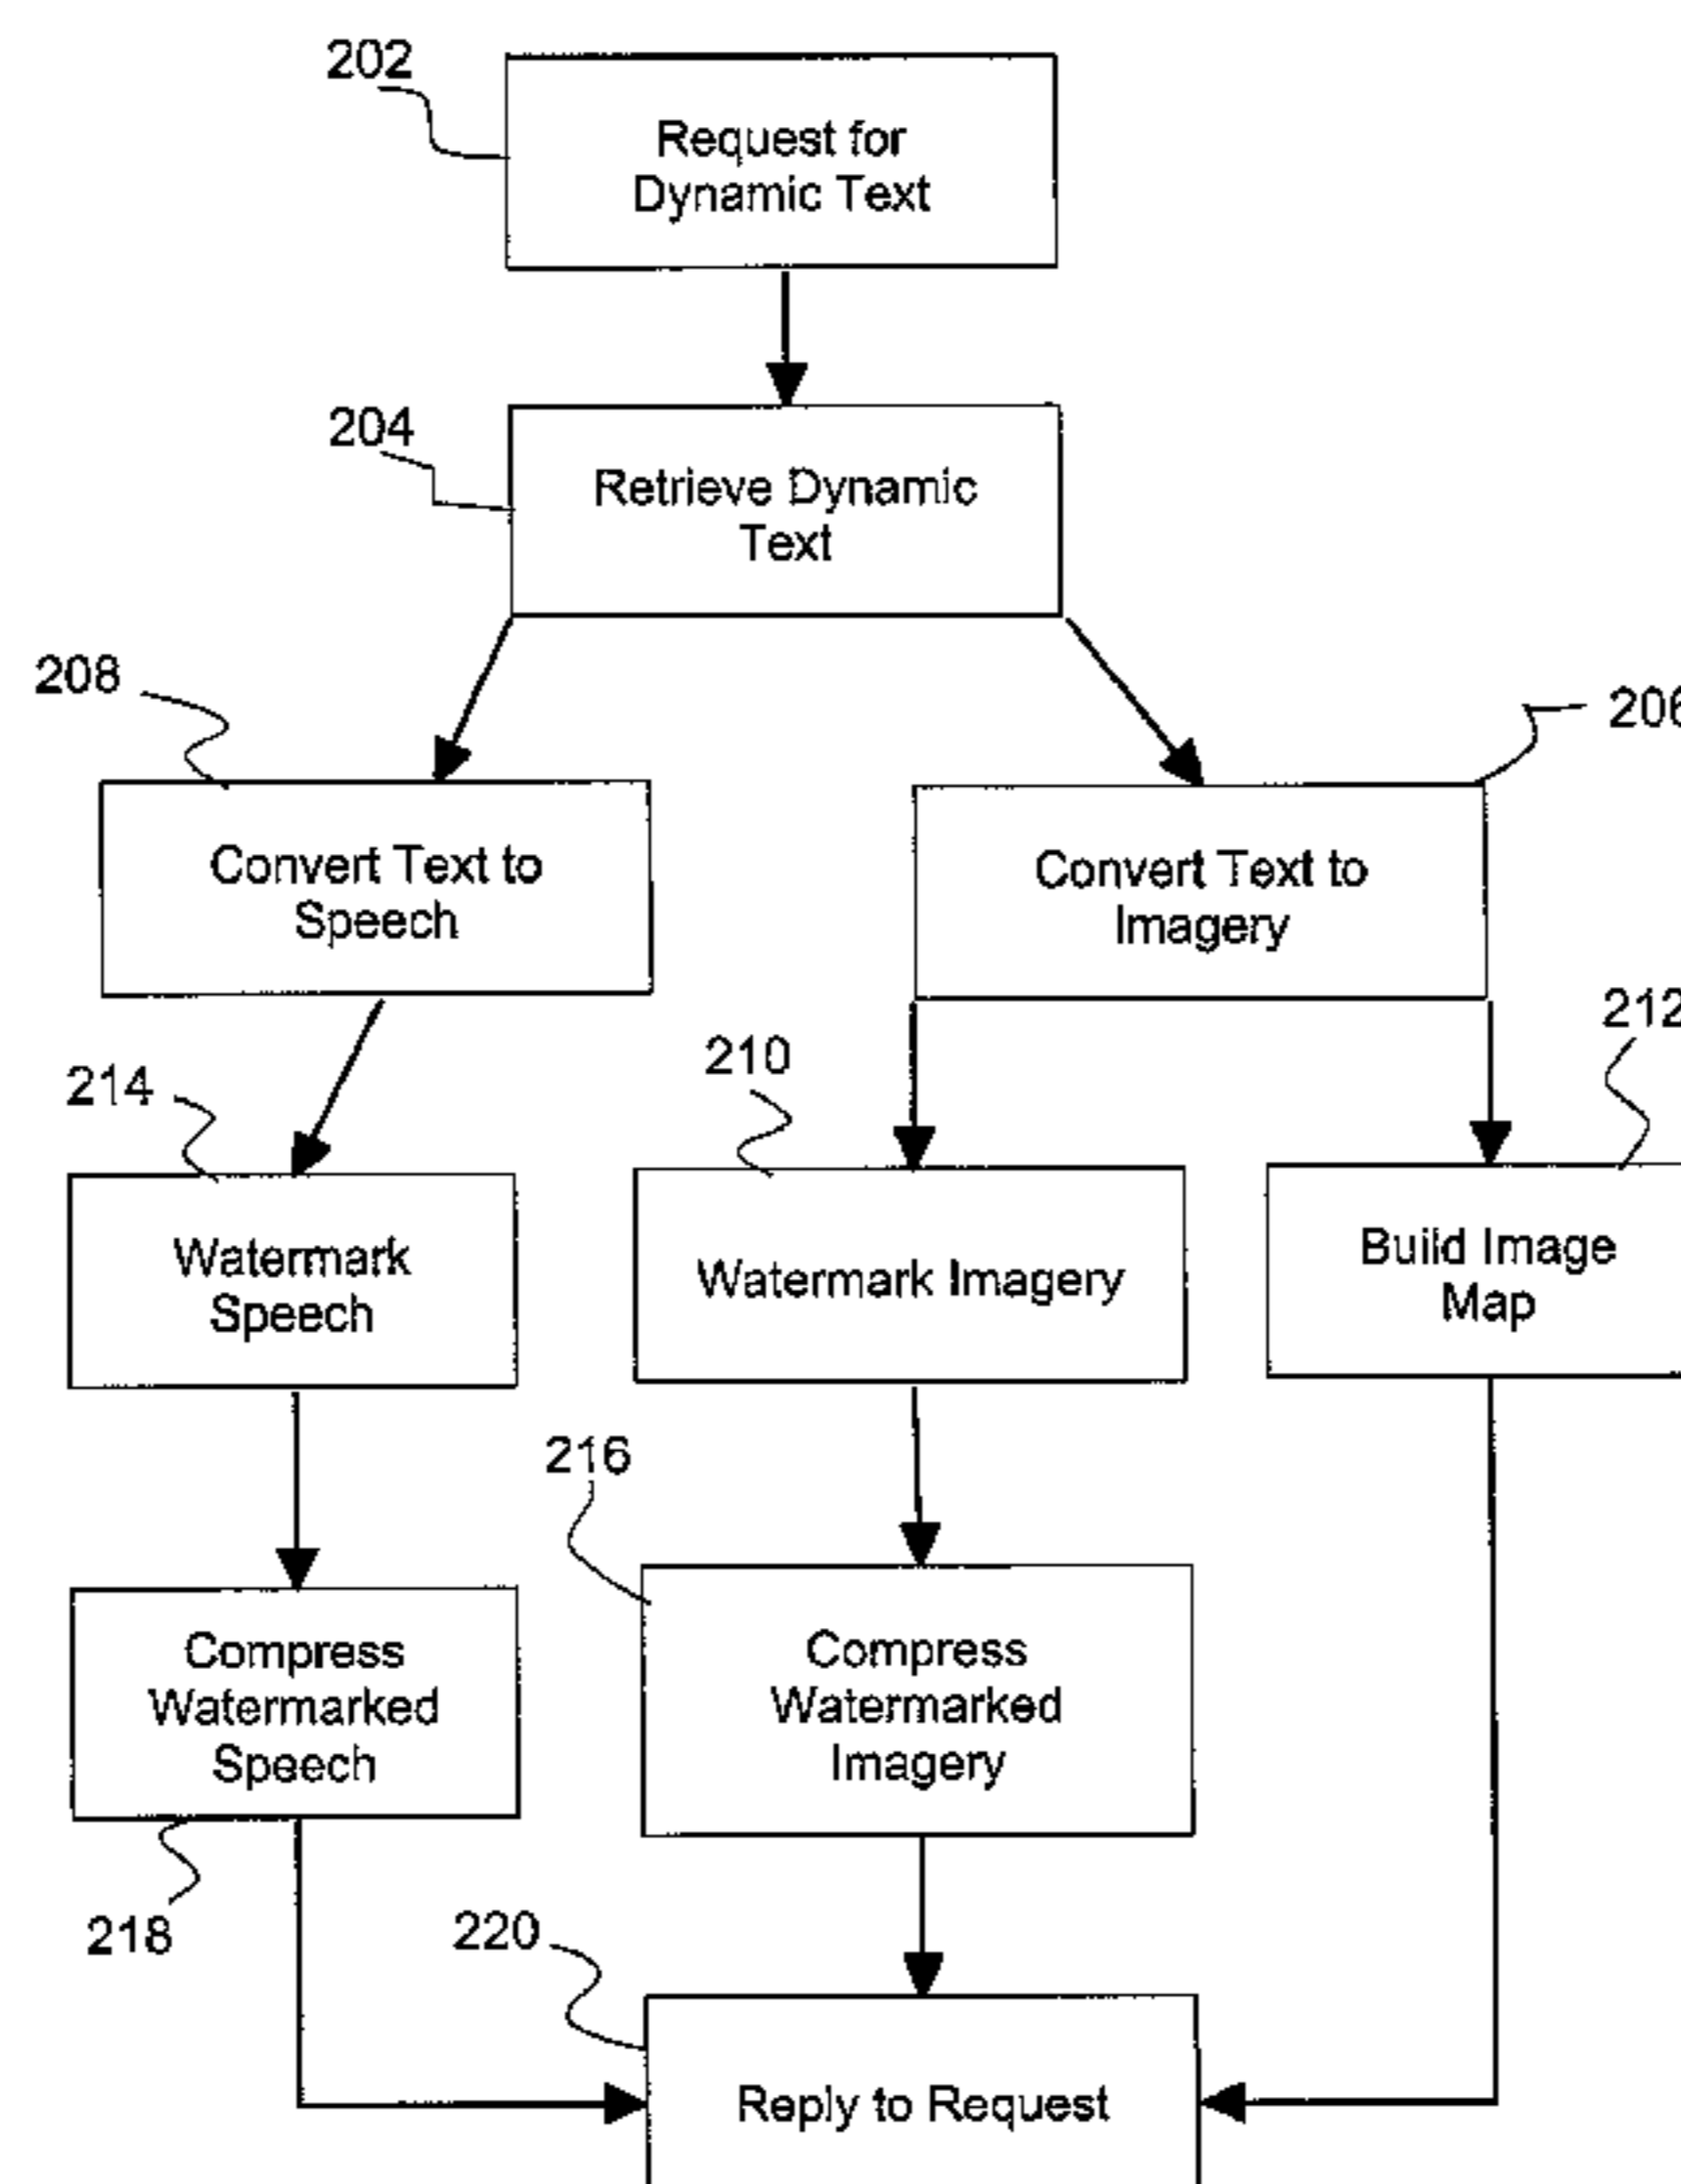 202
Request for
Dynamic Text
204
Retrieve Dynamic
Text
208
206
Convert Text to
Speech
Convert Text to
Imagery
212
210
214
Watermark
Speech
Watermark Imagery
Build Image
Map
216
Compress
Watermarked
Speech
Compress
Watermarked
Imagery
218
220
Reply to Request